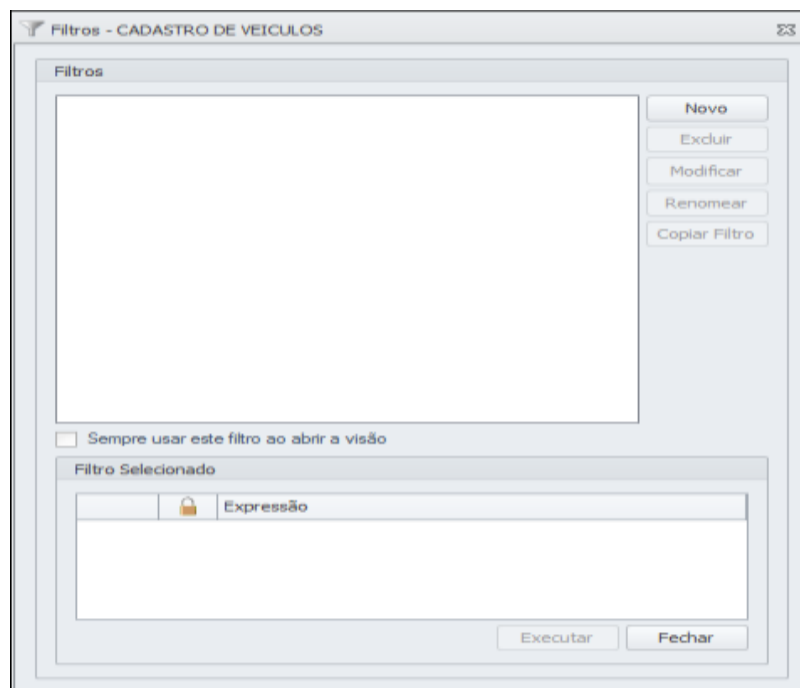 Filtros - CADASTRO DE VEICULOS
Filtros
Novo
Excluir
Modificar
Renomear
Copiar Filtro
Sempre usar este filtro ao abrir a visão
Filtro Selecionado
Expressão
Executar
Fechar